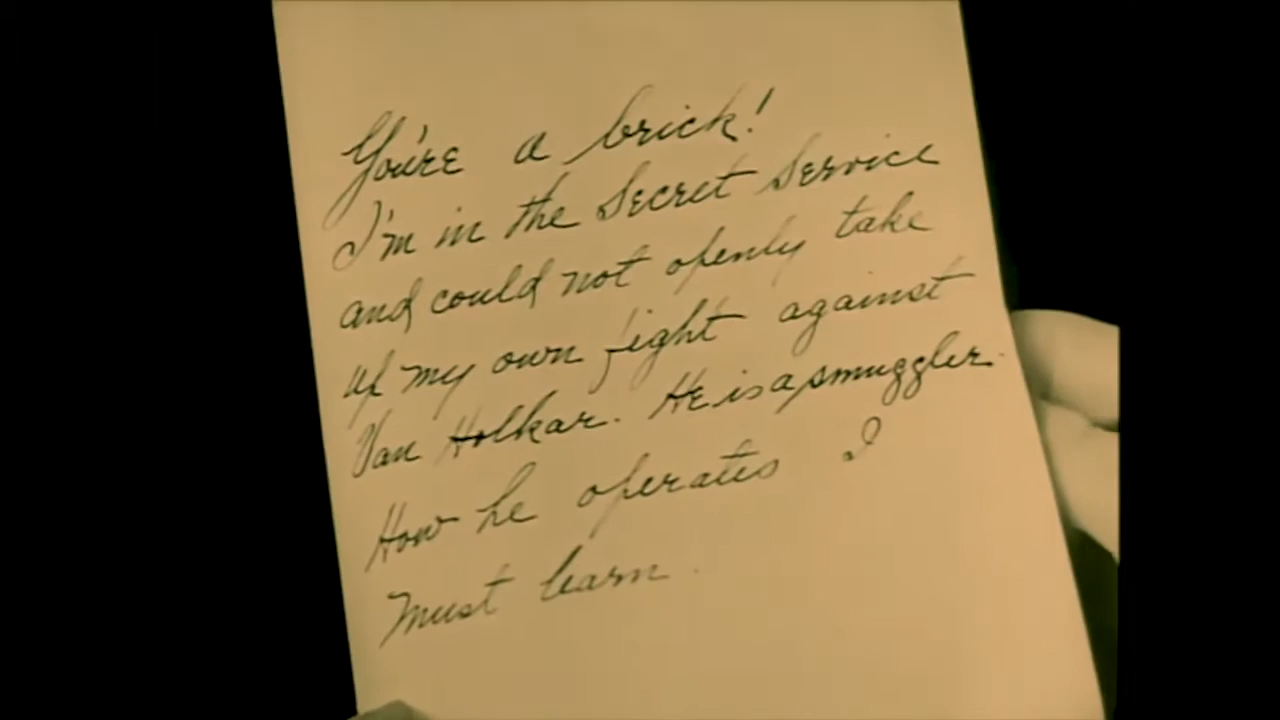 You're a brick!
I'm in the Secret Service
and could not openly take
up my own fight against
Van Holkar. He is a smuggler.
How he operates I
must learn.